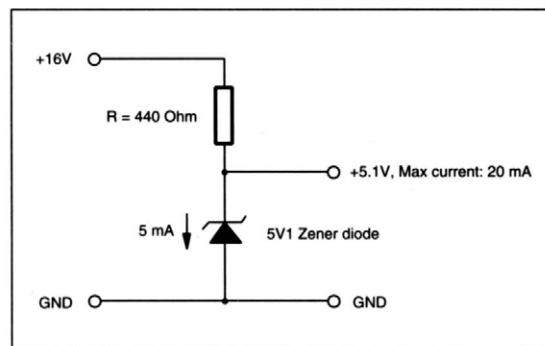 +16V
R = 440 Ohm
+5.1V, Max current: 20 mA
5 mA
5V1 Zener diode
GND
GND